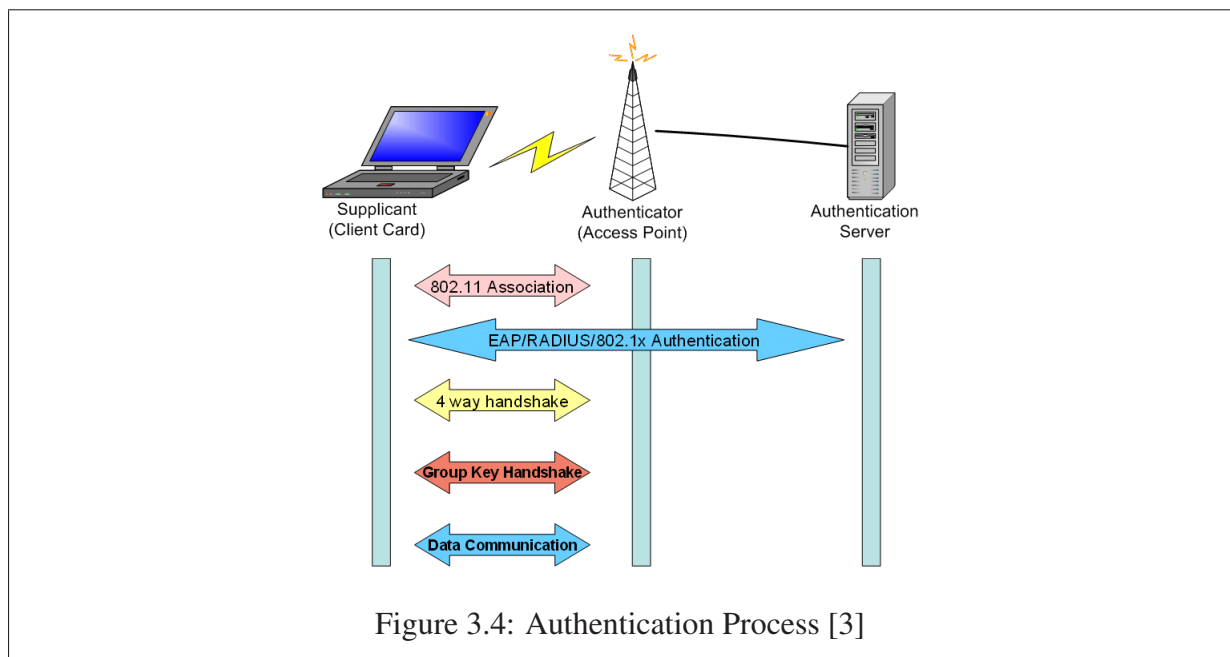 Supplicant
(Client Card)
Authenticator
(Access Point)
Authentication
Server
802.11 Association
EAP/RADIUS/802.1x Authentication
4 way handshake
Group Key Handshake
Data Communication
Figure 3.4: Authentication Process [3]